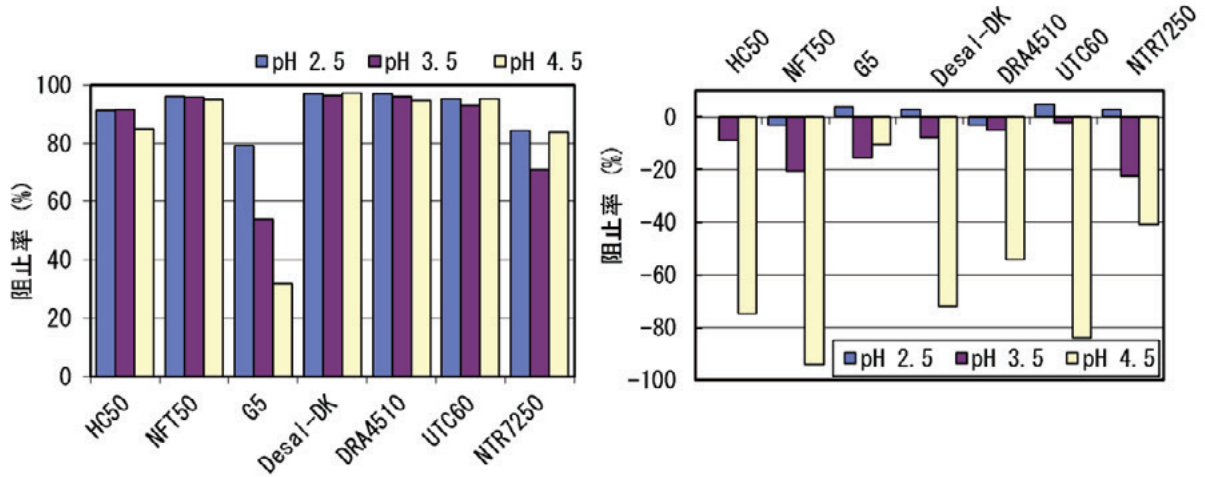 pH 2.5 pH 3.5 pH 4.5
阻止率 (%)
100
80
60
40
20
0
HC50 NFT50 G5 Desal-DK DRA4510 UTC60 NTR7250
HC50 NFT50 G5 Desal-DK DRA4510 UTC60 NTR7250
阻止率 (%)
0
-20
-40
-60
-80
-100
pH 2.5 pH 3.5 pH 4.5